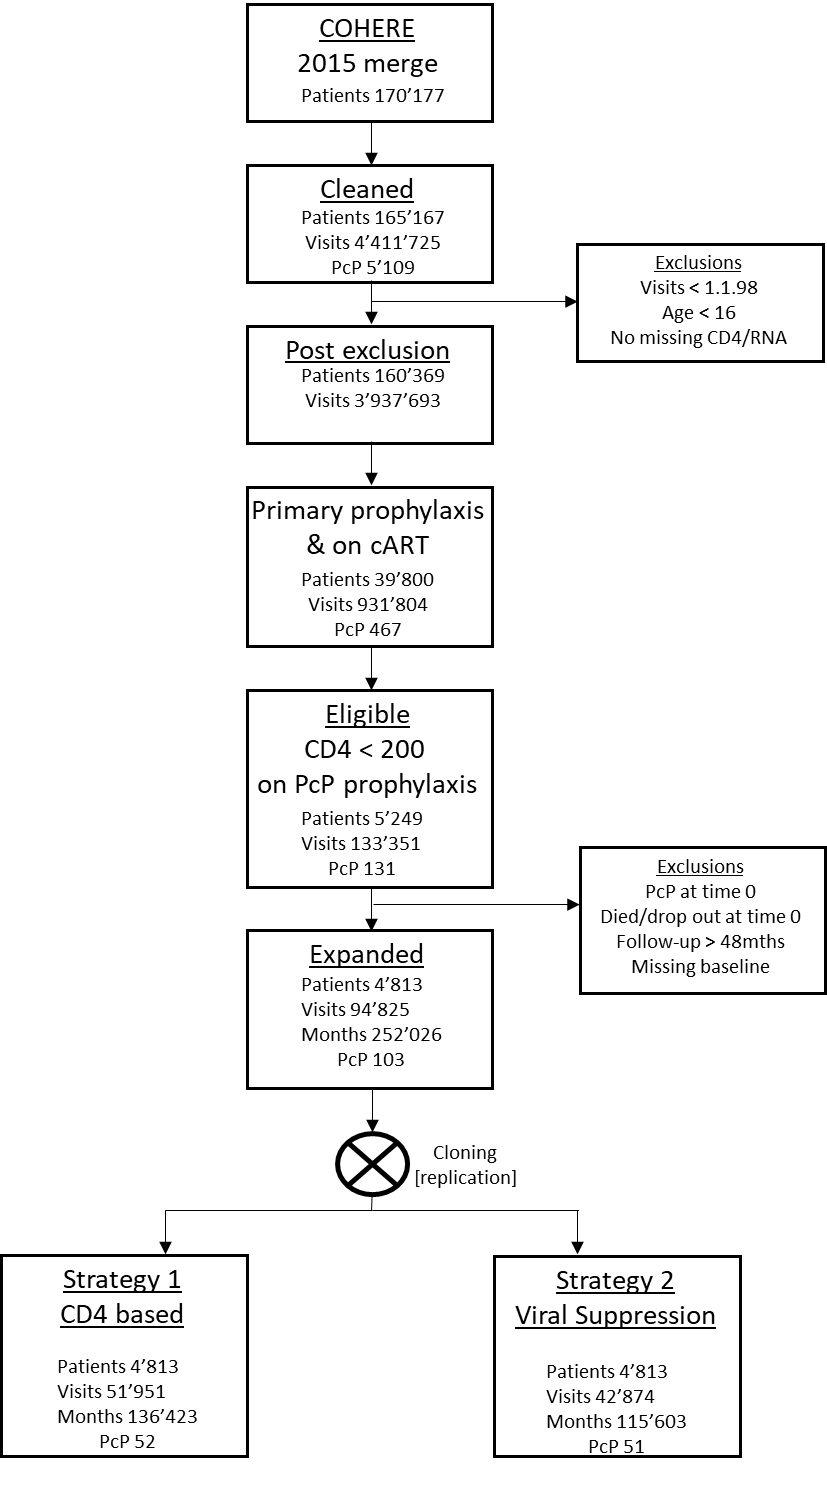 COHERE
2015 merge
Patients 170’177
Cleaned
Patients 165’167
Visits 4’411’725
PcP 5’109
Exclusions
Visits < 1.1.98
Age < 16
No missing CD4/RNA
Post exclusion
Patients 160’369
Visits 3’937’693
Primary prophylaxis
& on cART
Patients 39’800
Visits 931’804
PcP 467
Eligible
CD4 < 200
on PcP prophylaxis
Patients 5’249
Visits 133’351
PcP 131
Exclusions
PcP at time 0
Died/drop out at time 0
Follow-up > 48mths
Missing baseline
Expanded
Patients 4’813
Visits 94’825
Months 252’026
PcP 103
Cloning
[replication]
Strategy 1
CD4 based
Patients 4’813
Visits 51’951
Months 136’423
PcP 52
Strategy 2
Viral Suppression
Patients 4’813
Visits 42’874
Months 115’603
PcP 51